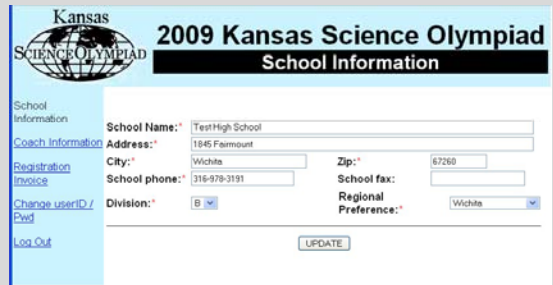 Kansas
SCIENCE OLYMPIAD
2009 Kansas Science Olympiad
School Information
School
Information
Coach Information
Registration
Invoice
Change userID /
Pwd
Log Out
School Name:* Test High School
Address:* 1845 Fairmount
City:* Wichita Zip:* 67260
School phone:* 316-978-3191 School fax:
Division:* B Regional
Preference:* Wichita
UPDATE